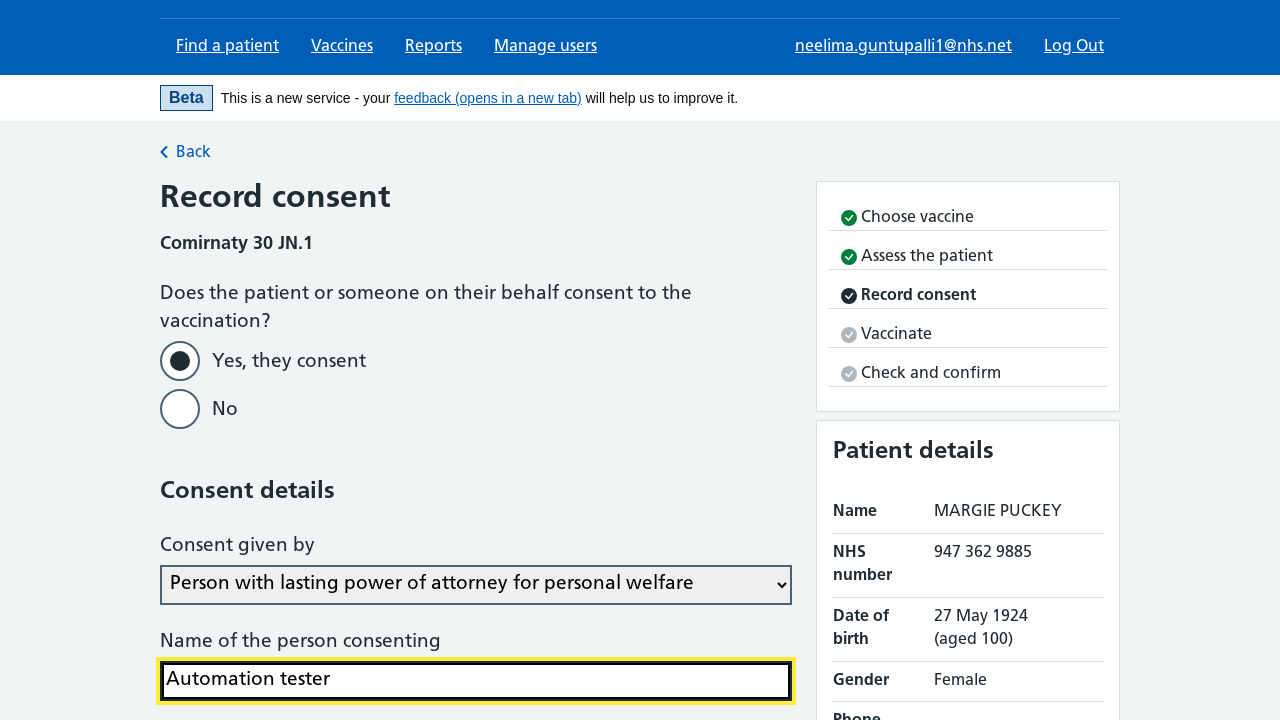 Find a patient
Vaccines
Reports
Manage users
neelima.guntupalli1@nhs.net
Log Out
Beta
This is a new service - your feedback (opens in a new tab) will help us to improve it.
Back
Record consent
Comirnaty 30 JN.1
Does the patient or someone on their behalf consent to the
vaccination?
Yes, they consent
No
Consent details
Consent given by
Person with lasting power of attorney for personal welfare
Name of the person consenting
Automation tester
Choose vaccine
Assess the patient
Record consent
Vaccinate
Check and confirm
Patient details
Name MARGIE PUCKEY
NHS 947 362 9885
number
Date of 27 May 1924
birth (aged 100)
Gender Female
Phone